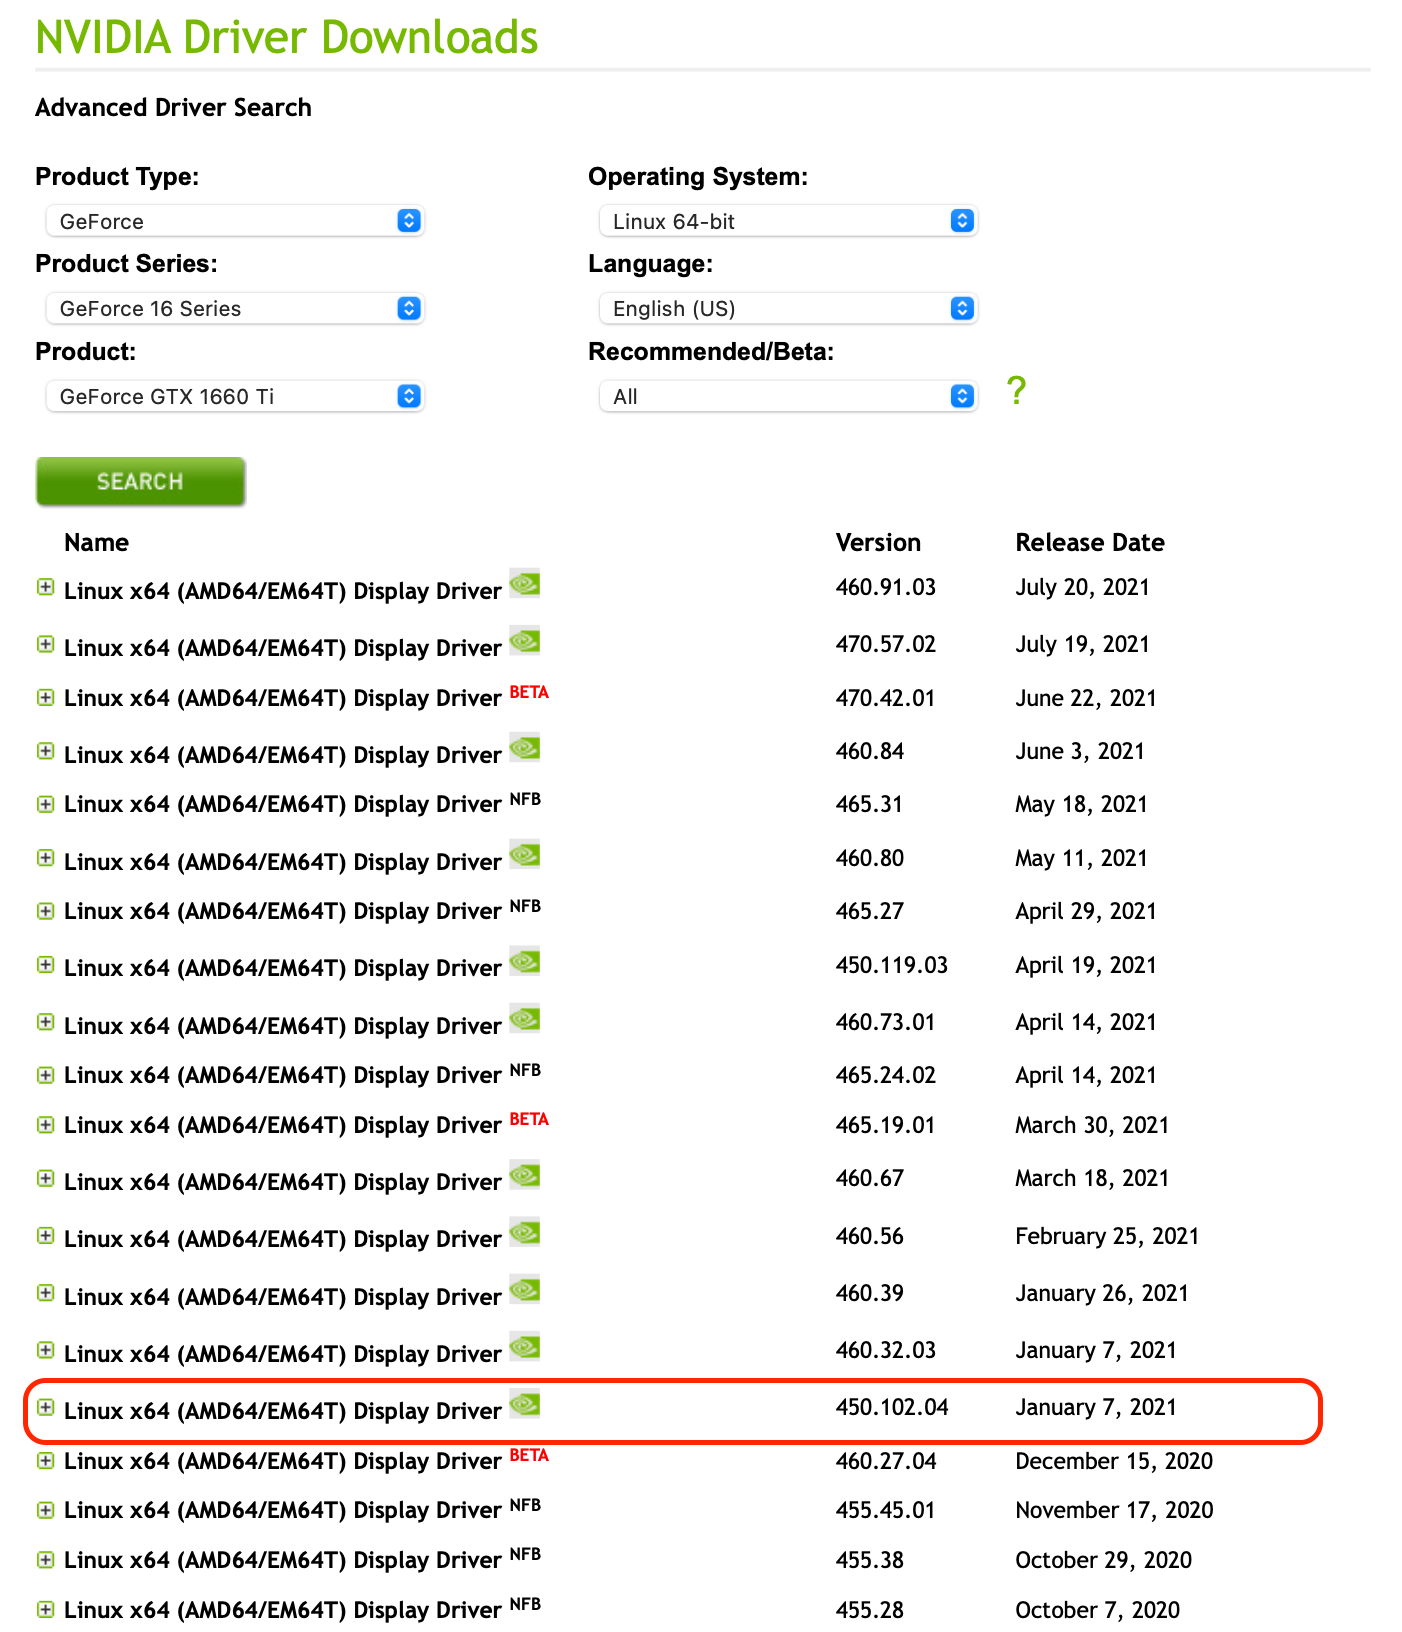 NVIDIA Driver Downloads
Advanced Driver Search
Product Type: Operating System:
GeForce Linux 64-bit
Product Series: Language:
GeForce 16 Series English (US)
Product: Recommended/Beta:
GeForce GTX 1660 Ti All ?
SEARCH
Name Version Release Date
Linux x64 (AMD64/EM64T) Display Driver 460.91.03 July 20, 2021
Linux x64 (AMD64/EM64T) Display Driver 470.57.02 July 19, 2021
Linux x64 (AMD64/EM64T) Display Driver BETA 470.42.01 June 22, 2021
Linux x64 (AMD64/EM64T) Display Driver 460.84 June 3, 2021
Linux x64 (AMD64/EM64T) Display Driver NFB 465.31 May 18, 2021
Linux x64 (AMD64/EM64T) Display Driver 460.80 May 11, 2021
Linux x64 (AMD64/EM64T) Display Driver NFB 465.27 April 29, 2021
Linux x64 (AMD64/EM64T) Display Driver 450.119.03 April 19, 2021
Linux x64 (AMD64/EM64T) Display Driver 460.73.01 April 14, 2021
Linux x64 (AMD64/EM64T) Display Driver NFB 465.24.02 April 14, 2021
Linux x64 (AMD64/EM64T) Display Driver BETA 465.19.01 March 30, 2021
Linux x64 (AMD64/EM64T) Display Driver 460.67 March 18, 2021
Linux x64 (AMD64/EM64T) Display Driver 460.56 February 25, 2021
Linux x64 (AMD64/EM64T) Display Driver 460.39 January 26, 2021
Linux x64 (AMD64/EM64T) Display Driver 460.32.03 January 7, 2021
Linux x64 (AMD64/EM64T) Display Driver 450.102.04 January 7, 2021
Linux x64 (AMD64/EM64T) Display Driver BETA 460.27.04 December 15, 2020
Linux x64 (AMD64/EM64T) Display Driver NFB 455.45.01 November 17, 2020
Linux x64 (AMD64/EM64T) Display Driver NFB 455.38 October 29, 2020
Linux x64 (AMD64/EM64T) Display Driver NFB 455.28 October 7, 2020